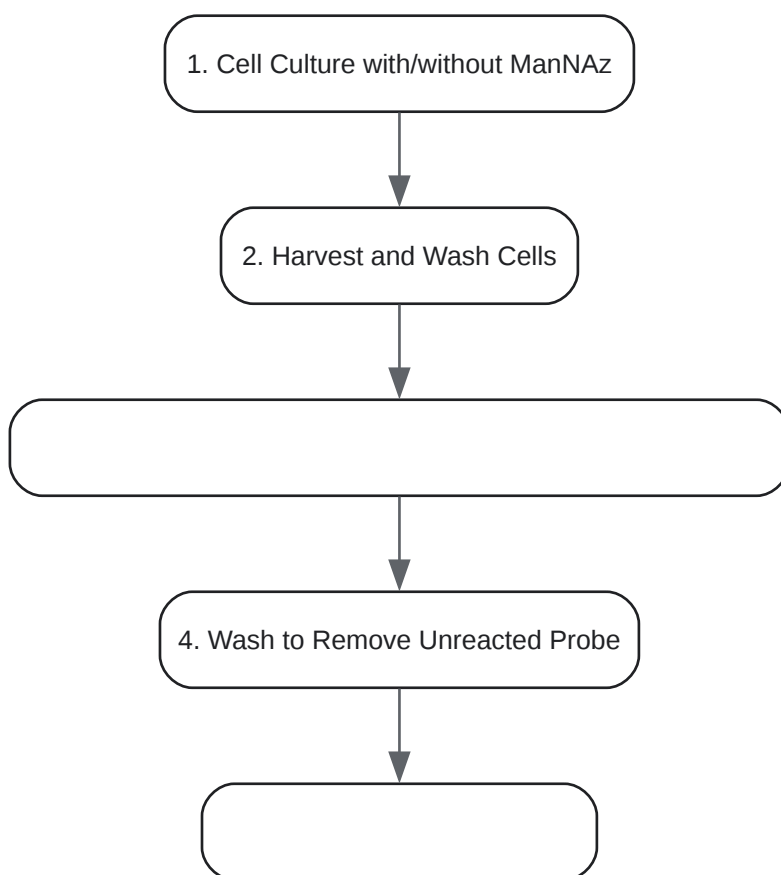 1. Cell Culture with/without ManNAz
2. Harvest and Wash Cells
4. Wash to Remove Unreacted Probe